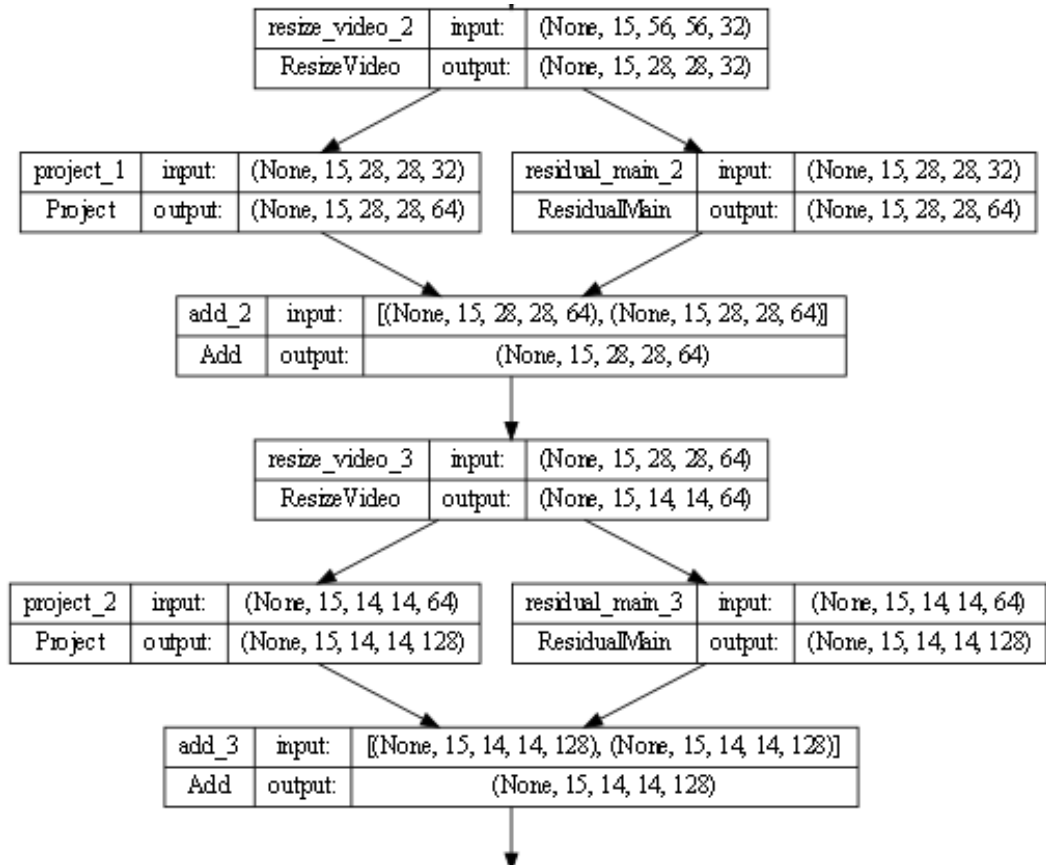 resize_video_2 input: (None, 15, 56, 56, 32)
ResizeVideo output: (None, 15, 28, 28, 32)
project_1 input: (None, 15, 28, 28, 32)
Project output: (None, 15, 28, 28, 64)
residual_main_2 input: (None, 15, 28, 28, 32)
ResidualMain output: (None, 15, 28, 28, 64)
add_2 input: [(None, 15, 28, 28, 64), (None, 15, 28, 28, 64)]
Add output: (None, 15, 28, 28, 64)
resize_video_3 input: (None, 15, 28, 28, 64)
ResizeVideo output: (None, 15, 14, 14, 64)
project_2 input: (None, 15, 14, 14, 64)
Project output: (None, 15, 14, 14, 128)
residual_main_3 input: (None, 15, 14, 14, 64)
ResidualMain output: (None, 15, 14, 14, 128)
add_3 input: [(None, 15, 14, 14, 128), (None, 15, 14, 14, 128)]
Add output: (None, 15, 14, 14, 128)